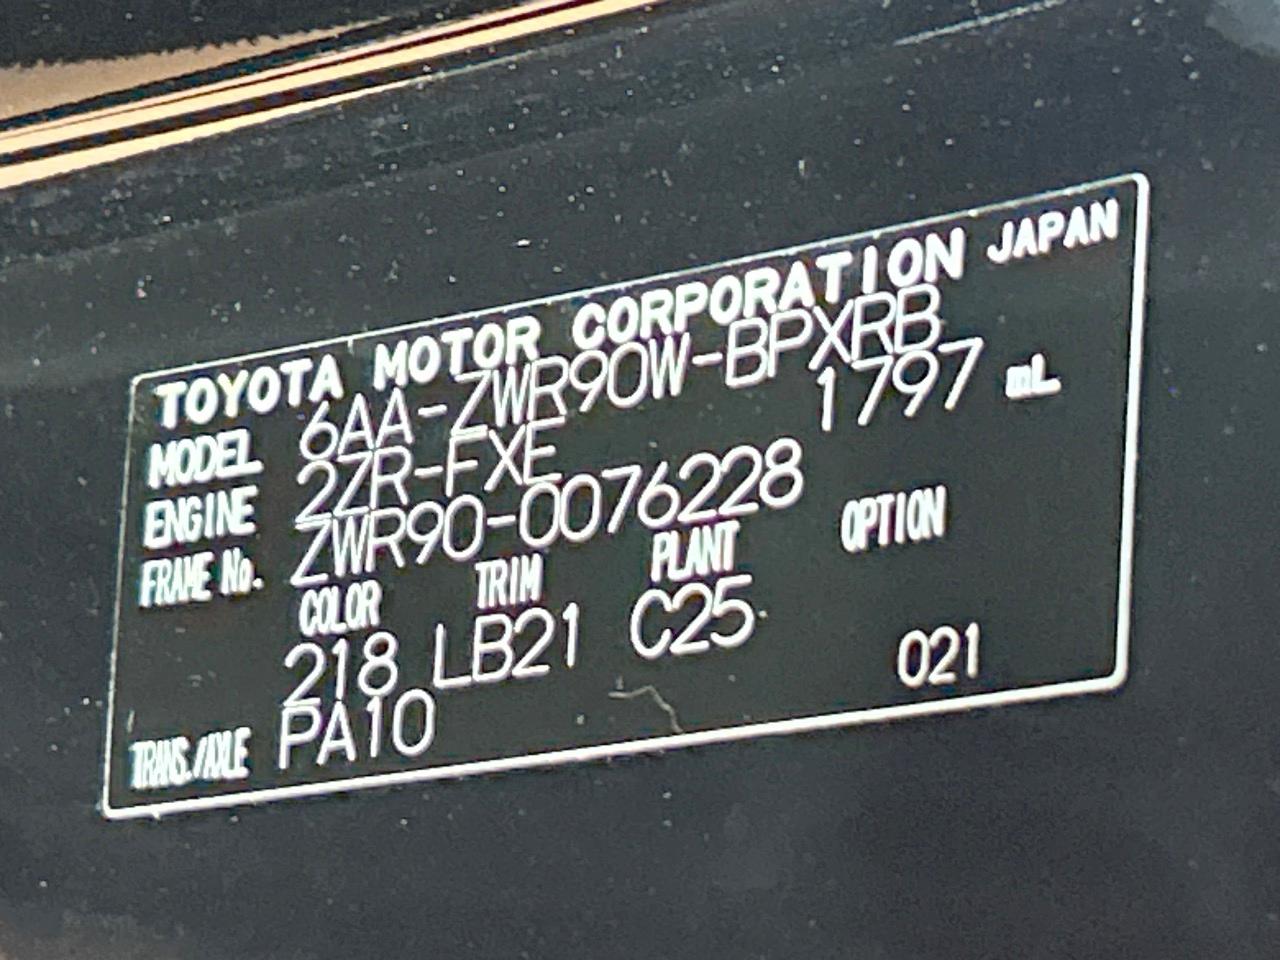 TOYOTA MOTOR CORPORATION JAPAN
MODEL 6AA-ZWR90W-BPXRB
ENGINE 2ZR-FXE 1797 mL
FRAME No. ZWR90-0076228
COLOR TRIM PLANT OPTION
218 LB21 C25
021
TRANS./AXLE PA10